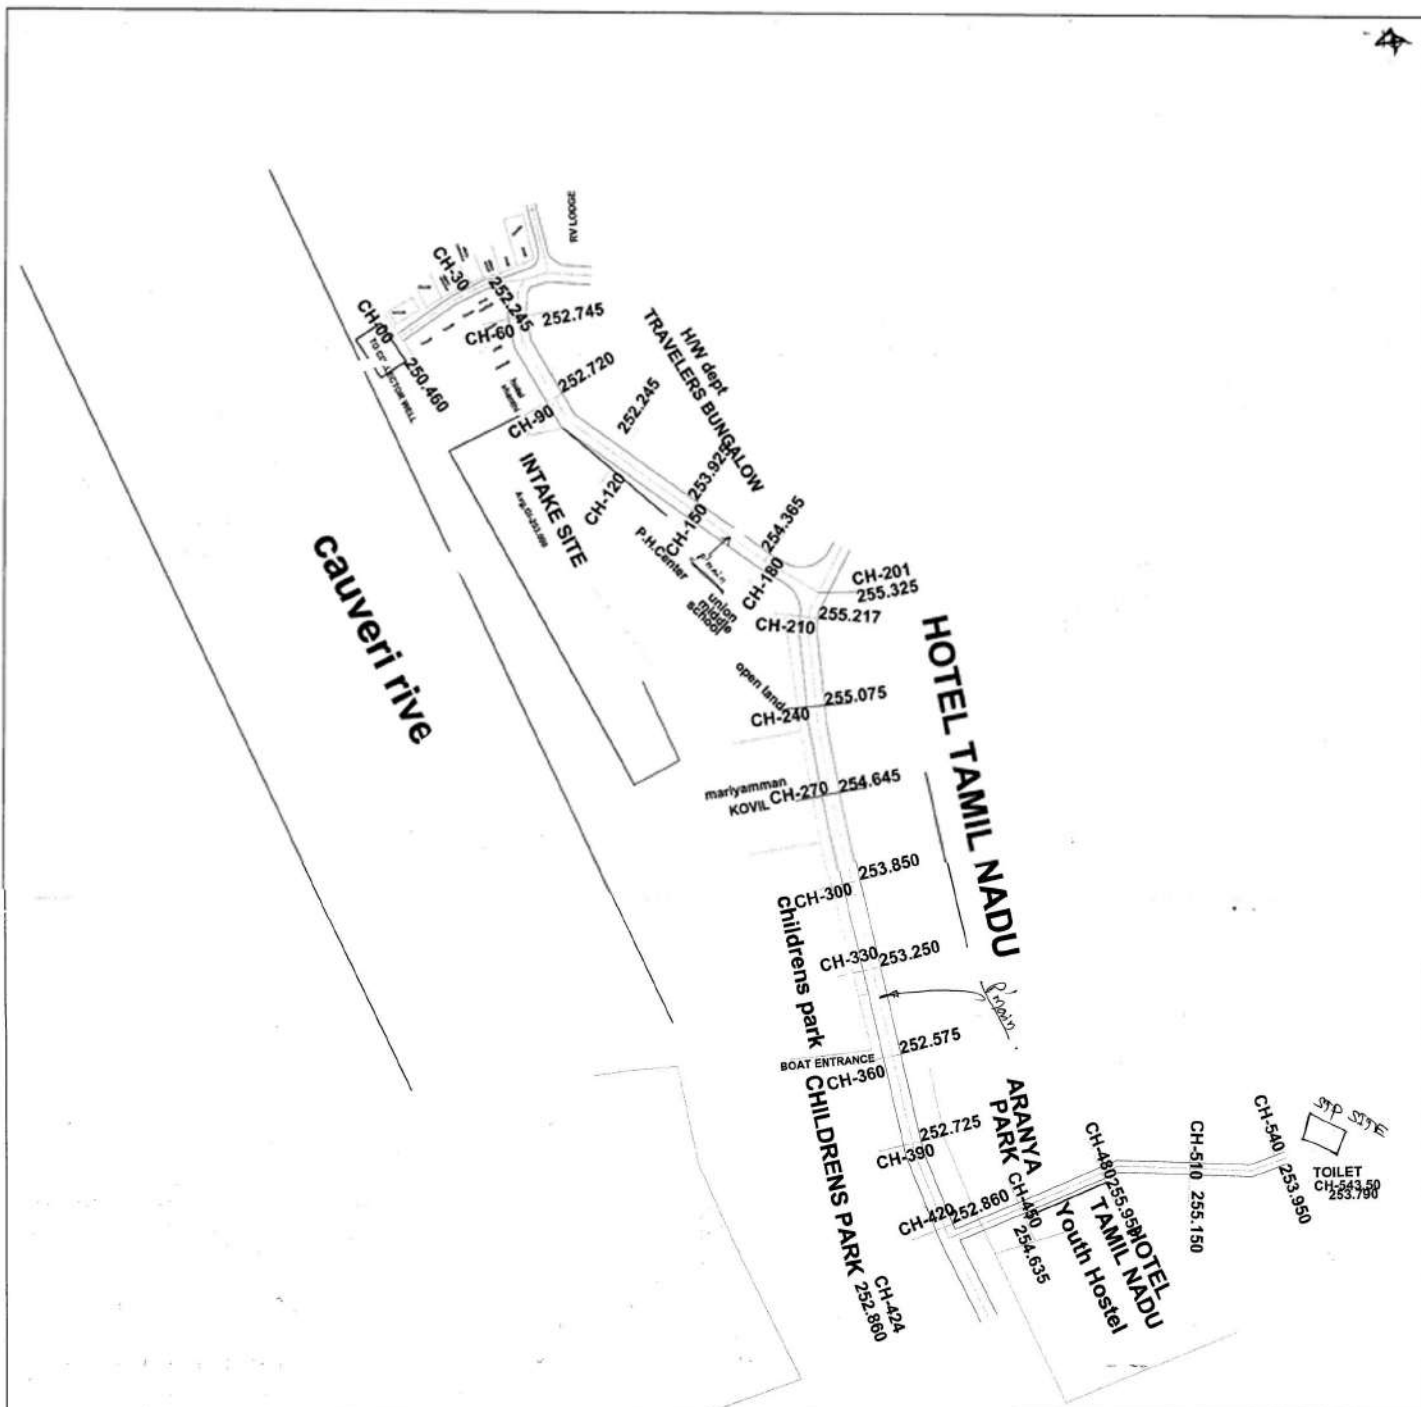 RV LODGE
CH-30
252.245
CH-00
250.460
CH-60
252.745
H/W dept
TRAVELERS BUNGALOW
252.720
CH-90
252.245
CH-120
INTAKE SITE
253.925
CH-150
P.H.Center
P'main
254.365
CH-180
union
middle
school
CH-201
255.325
255.217
CH-210
cauveri rive
HOTEL TAMIL NADU
open land
255.075
CH-240
mariyamman
KOVIL
CH-270
254.645
253.850
CH-300
childrens park
253.250
CH-330
P'main
252.575
BOAT ENTRANCE
CH-360
CHILDRENS PARK
252.725
CH-390
ARANYA
PARK
CH-420
252.860
CH-450
254.635
CH-480
CH-510
255.150
CH-540
253.950
STP SITE
TOILET
CH-543.50
253.790
HOTEL
TAMIL NADU
Youth Hostel
CH-424
252.860